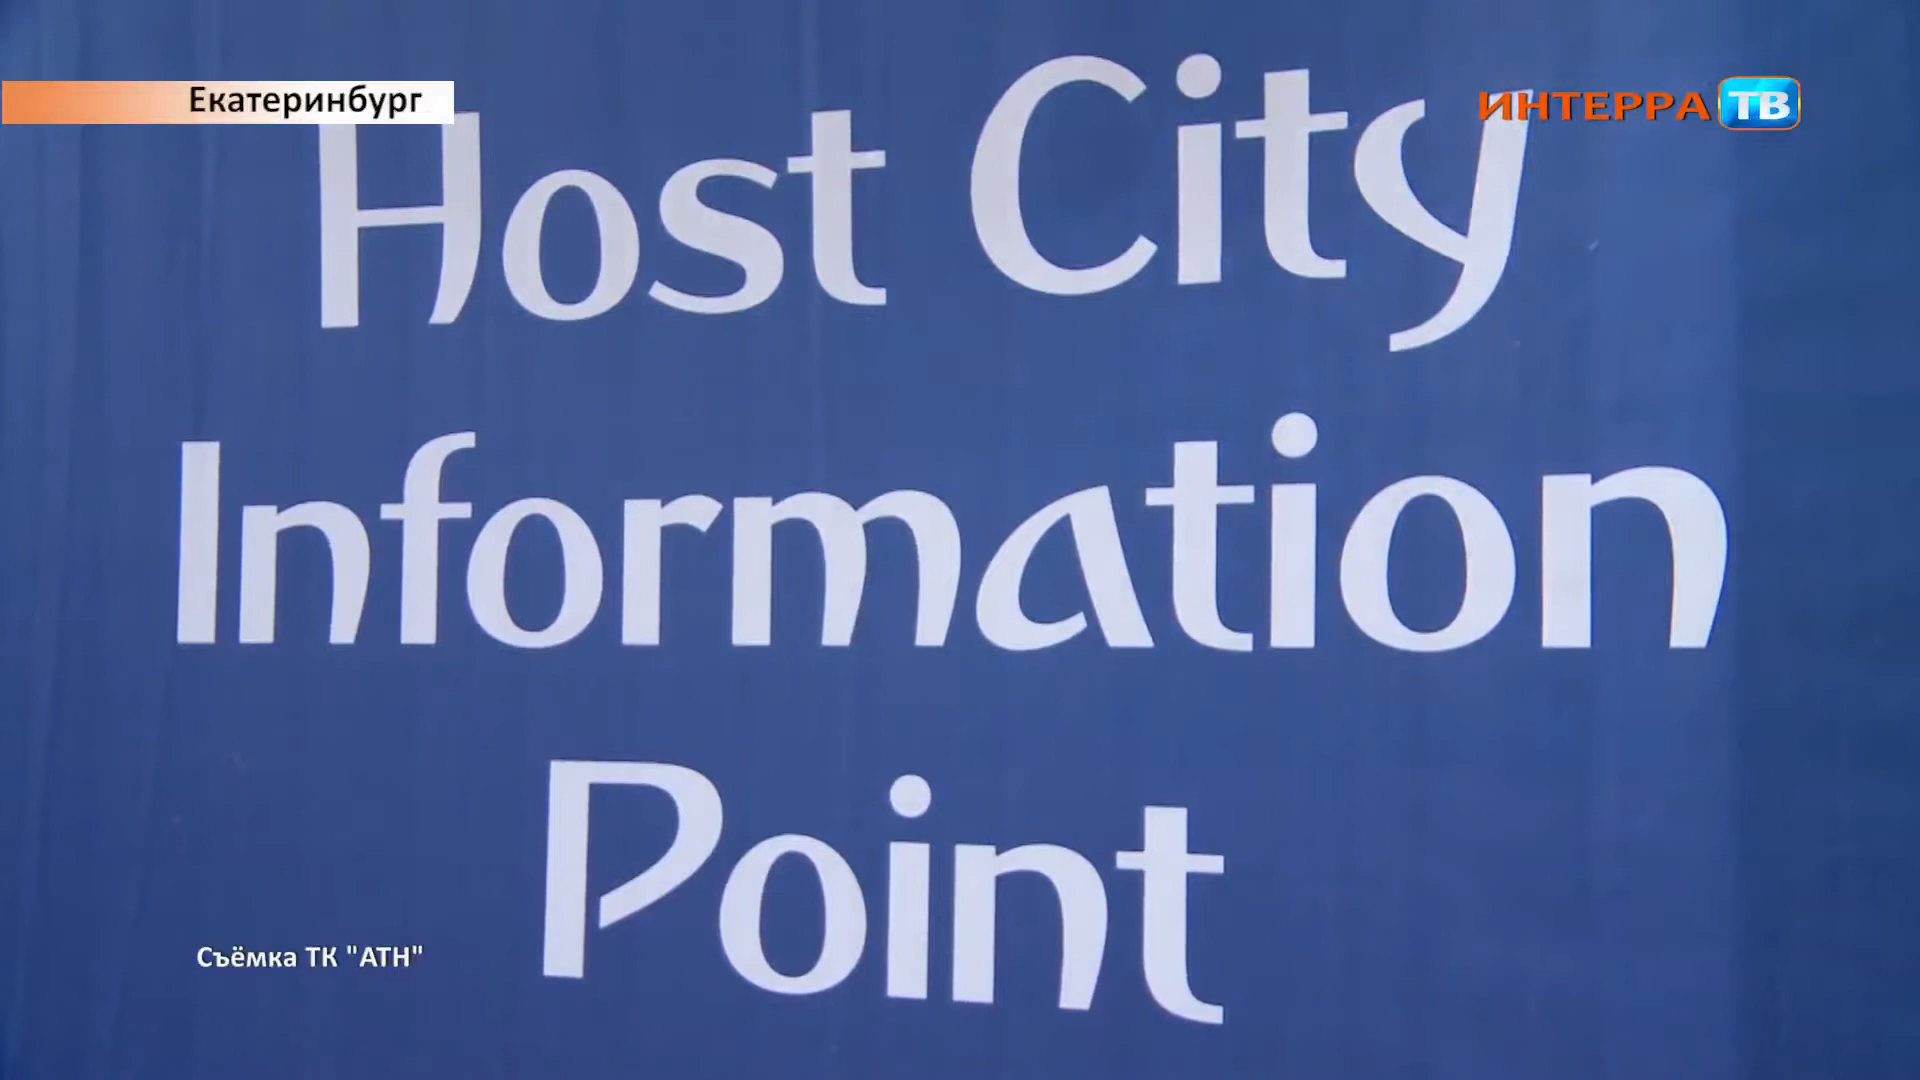 Екатеринбург
ИНТЕРРА ТВ
Host City
Information
Point
Съёмка ТК "АТН"